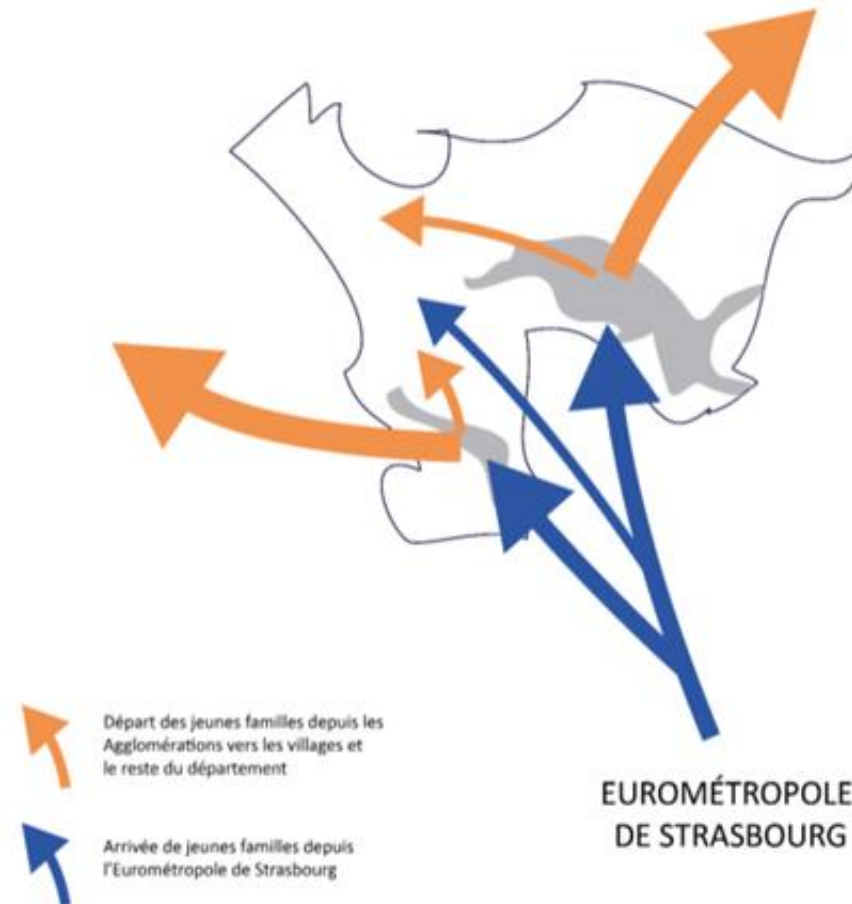 Départ des jeunes familles depuis les
Agglomérations vers les villages et
le reste du département
Arrivée de jeunes familles depuis
l'Eurométropole de Strasbourg
EUROMÉTROPOLE
DE STRASBOURG